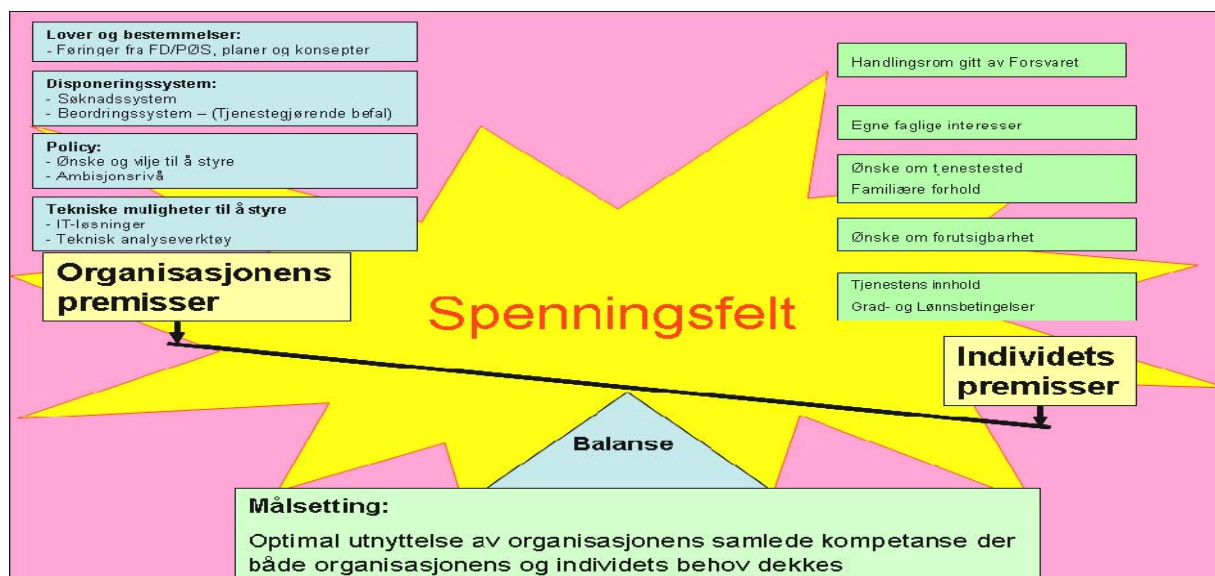 Lover og bestemmelser:
- Føringer fra FD/PØS, planer og konsepter
Disponeringssystem:
- Søknadssystem
- Beordringssystem – (Tjenestegjørende befal)
Policy:
- Ønske og vilje til å styre
- Ambisjonsrivå
Tekniske muligheter til å styre
- IT-løsninger
- Teknisk analyseverktøy
Organisasjonens
premisser
Handlingsrom gitt av Forsvaret
Egne faglige interesser
Ønske om tjenestested
Familiære forhold
Ønske om forutsigbarhet
Tjenestens innhold
Grad- og Lønnsbetingelser
Spenningsfelt
Individets
premisser
Balanse
Målsetting:
Optimal utnyttelse av organisasjonens samlede kompetanse der
både organisasjonens og individets behov dekkes